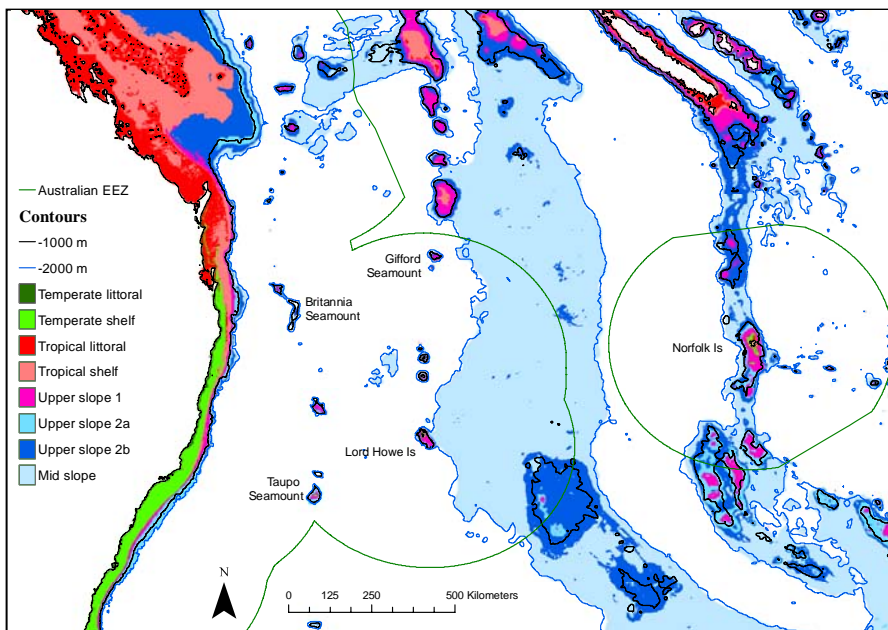 Australian EEZ
Contours
-1000 m
-2000 m
Temperate littoral
Temperate shelf
Tropical littoral
Tropical shelf
Upper slope 1
Upper slope 2a
Upper slope 2b
Mid slope
Gifford
Seamount
Britannia
Seamount
Norfolk Is
Lord Howe Is
Taupo
Seamount
N
0 125 250 500 Kilometers